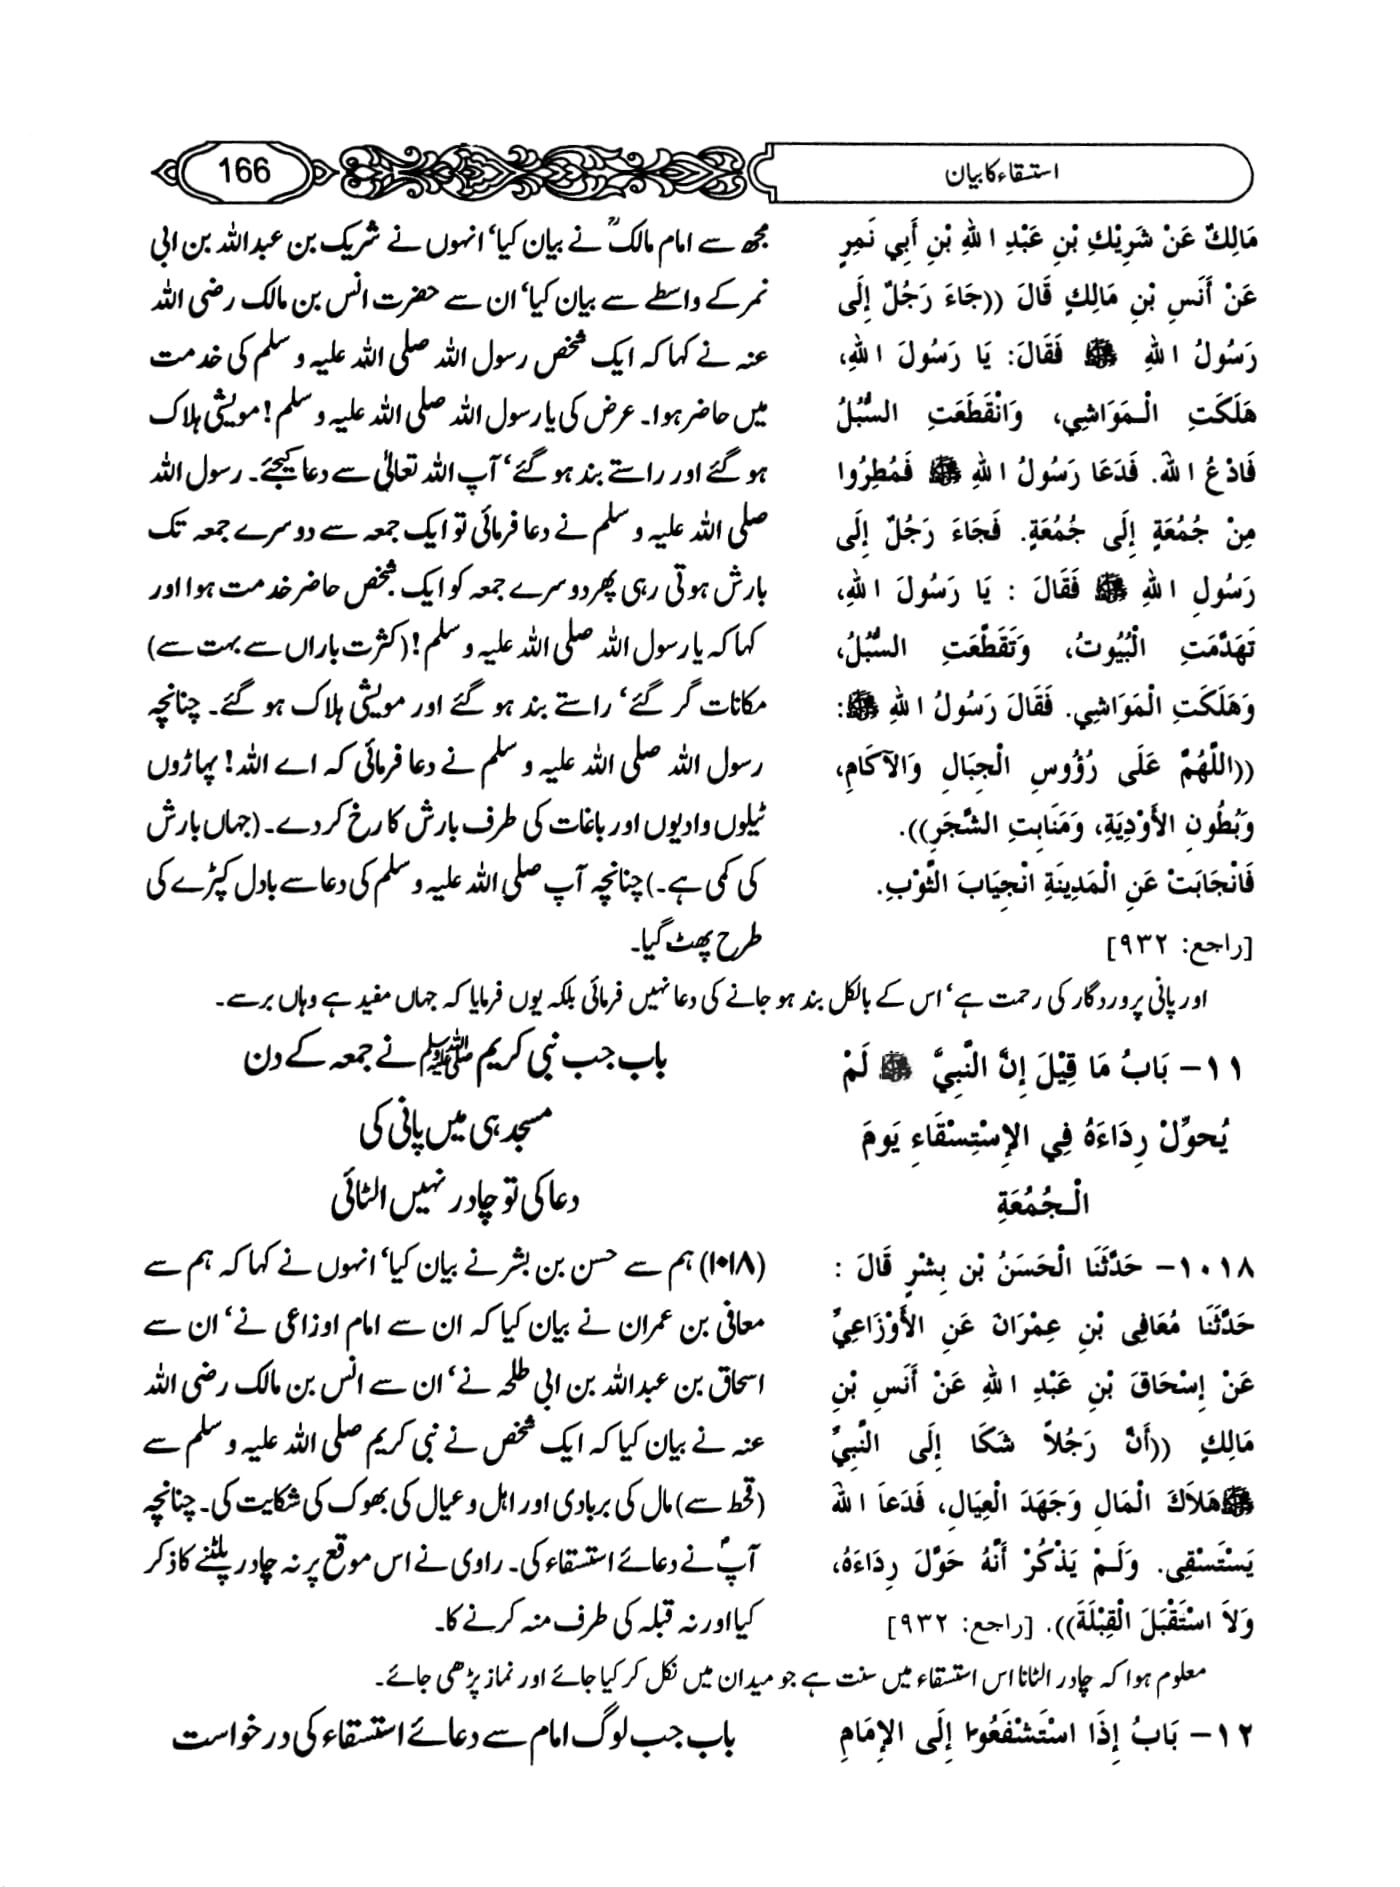 استسقاء کا بیان
166
مَالِكٌ عَنْ شَرِيْكِ بْنِ عَبْدِ اللهِ بْنِ أَبِي نَمِرٍ
عَنْ أَنَسِ بْنِ مَالِكٍ قَالَ ((جَاءَ رَجُلٌ إِلَى
رَسُولُ اللهِ ﷺ فَقَالَ: يَا رَسُولَ اللهِ،
هَلَكَتِ الْمَوَاشِي، وَانْقَطَعَتِ السُّبُلُ
فَادْعُ اللهَ. فَدَعَا رَسُولُ اللهِ ﷺ فَمُطِرُوا
مِنْ جُمُعَةٍ إِلَى جُمُعَةٍ. فَجَاءَ رَجُلٌ إِلَى
رَسُولِ اللهِ ﷺ فَقَالَ : يَا رَسُولَ اللهِ،
تَهَدَّمَتِ الْبُيُوتُ، وَتَقَطَّعَتِ السُّبُلُ،
وَهَلَكَتِ الْمَوَاشِي. فَقَالَ رَسُولُ اللهِ ﷺ:
((اللَّهُمَّ عَلَى رُؤُوسِ الْجِبَالِ وَالآكَامِ،
وَبُطُونِ الأَوْدِيَةِ، وَمَنَابِتِ الشَّجَرِ)).
فَانْجَابَتْ عَنِ الْمَدِينَةِ انْجِيَابَ الثَّوْبِ.
[راجع: ٩٣٢]
مجھ سے امام مالکؒ نے بیان کیا‘ انہوں نے شریک بن عبداللہ بن ابی
نمر کے واسطے سے بیان کیا‘ ان سے حضرت انس بن مالک رضی اللہ
عنہ نے کہا کہ ایک شخص رسول اللہ صلی اللہ علیہ و سلم کی خدمت
میں حاضر ہوا۔ عرض کی یا رسول اللہ صلی اللہ علیہ و سلم! مویشی ہلاک
ہو گئے اور راستے بند ہو گئے‘ آپ اللہ تعالیٰ سے دعا کیجئے۔ رسول اللہ
صلی اللہ علیہ و سلم نے دعا فرمائی تو ایک جمعہ سے دوسرے جمعہ تک
بارش ہوتی رہی پھر دوسرے جمعہ کو ایک شخص حاضر خدمت ہوا اور
کہا کہ یا رسول اللہ صلی اللہ علیہ و سلم! (کثرت باراں سے بہت سے)
مکانات گر گئے‘ راستے بند ہو گئے اور مویشی ہلاک ہو گئے۔ چنانچہ
رسول اللہ صلی اللہ علیہ و سلم نے دعا فرمائی کہ اے اللہ! پہاڑوں
ٹیلوں وادیوں اور باغات کی طرف بارش کا رخ کر دے۔ (جہاں بارش
کی کمی ہے۔) چنانچہ آپ صلی اللہ علیہ و سلم کی دعا سے بادل کپڑے کی
طرح پھٹ گیا۔
اور پانی پروردگار کی رحمت ہے‘ اس کے بالکل بند ہو جانے کی دعا نہیں فرمائی بلکہ یوں فرمایا کہ جہاں مفید ہے وہاں برسے۔
١١- بَابُ مَا قِيْلَ إِنَّ النَّبِيَّ ﷺ لَمْ
يُحوِّلْ رِدَاءَهُ فِي الإِسْتِسْقَاءِ يَومَ
الْجُمُعَةِ
باب جب نبی کریم ﷺ نے جمعہ کے دن
مسجد ہی میں پانی کی
دعا کی تو چادر نہیں الٹائی
١٠١٨- حَدَّثَنَا الْحَسَنُ بْن بِشْرٍ قَالَ :
حَدَّثَنَا مُعَافِى بْنِ عِمْرَانَ عَنِ الأَوْزَاعِيِّ
عَنْ إِسْحَاقَ بْنِ عَبْدِ اللهِ عَنْ أَنَسِ بْنِ
مَالِكٍ ((أَنَّ رَجُلاً شَكَا إِلَى النَّبِيِّ
ﷺ هَلاَكَ الْمَالِ وَجَهَدَ الْعِيَالِ، فَدَعَا اللهَ
يَسْتَسْقِى. وَلَمْ يَذْكُرْ أَنَّهُ حَوَّلَ رِدَاءَهُ،
وَلاَ اسْتَقْبَلَ الْقِبْلَةَ)). [راجع: ٩٣٢]
(۱۰۱۸) ہم سے حسن بن بشر نے بیان کیا‘ انہوں نے کہا کہ ہم سے
معافی بن عمران نے بیان کیا کہ ان سے امام اوزاعی نے‘ ان سے
اسحاق بن عبداللہ بن ابی طلحہ نے‘ ان سے انس بن مالک رضی اللہ
عنہ نے بیان کیا کہ ایک شخص نے نبی کریم صلی اللہ علیہ و سلم سے
(قحط سے) مال کی بربادی اور اہل و عیال کی بھوک کی شکایت کی۔ چنانچہ
آپؐ نے دعائے استسقاء کی۔ راوی نے اس موقع پر نہ چادر پلٹنے کا ذکر
کیا اور نہ قبلہ کی طرف منہ کرنے کا۔
معلوم ہوا کہ چادر الٹانا اس استسقاء میں سنت ہے جو میدان میں نکل کر کیا جائے اور نماز پڑھی جائے۔
١٢- بَابُ إِذَا اسْتَشْفَعُوا إِلَى الإِمَامِ
باب جب لوگ امام سے دعائے استسقاء کی درخواست